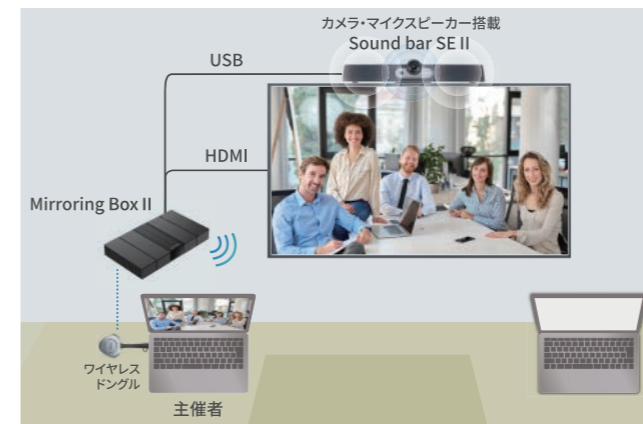 カメラ・マイクスピーカー搭載
Sound bar SE II
USB
HDMI
Mirroring Box II
ワイヤレス
ドングル
主催者